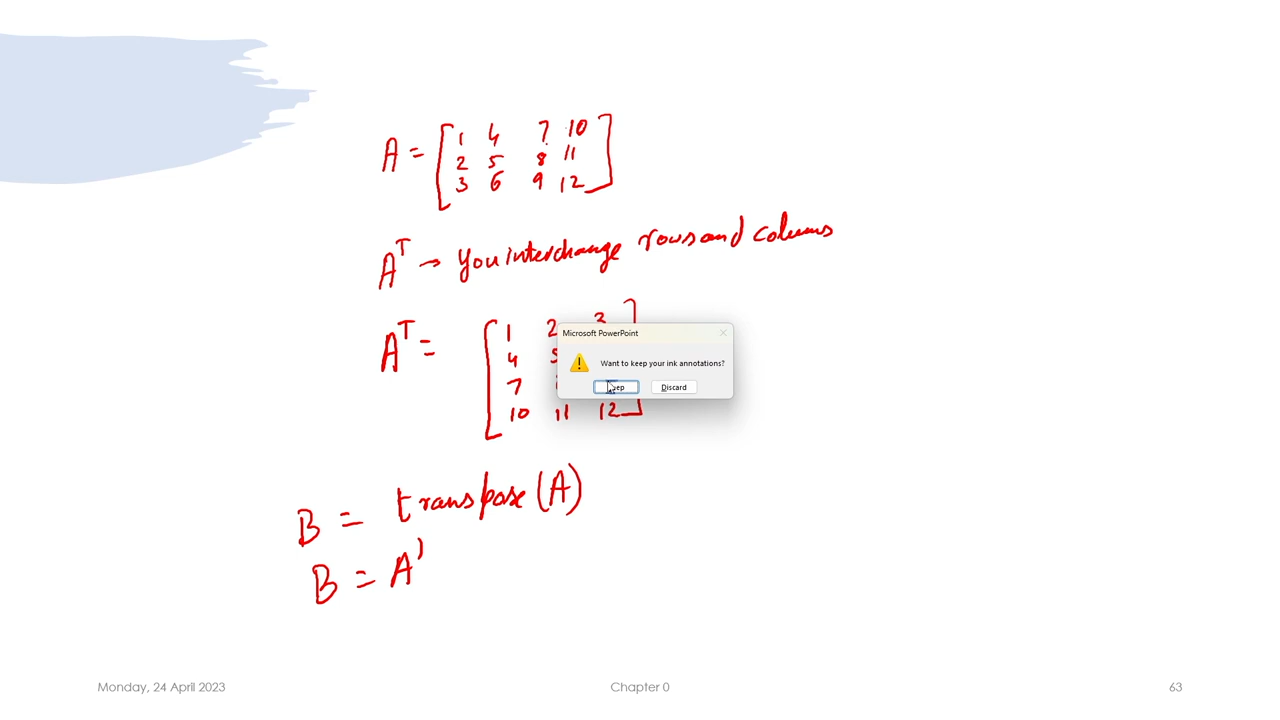 A = [ 1 4 7 10
2 5 8 11
3 6 9 12 ]
A^T → You interchange rows and colums
A^T = [ 1 2 3
4 5
7
10 11 12 ]
Microsoft PowerPoint
Want to keep your ink annotations?
Keep Discard
B = transpose (A)
B = A'
Monday, 24 April 2023 Chapter 0 63